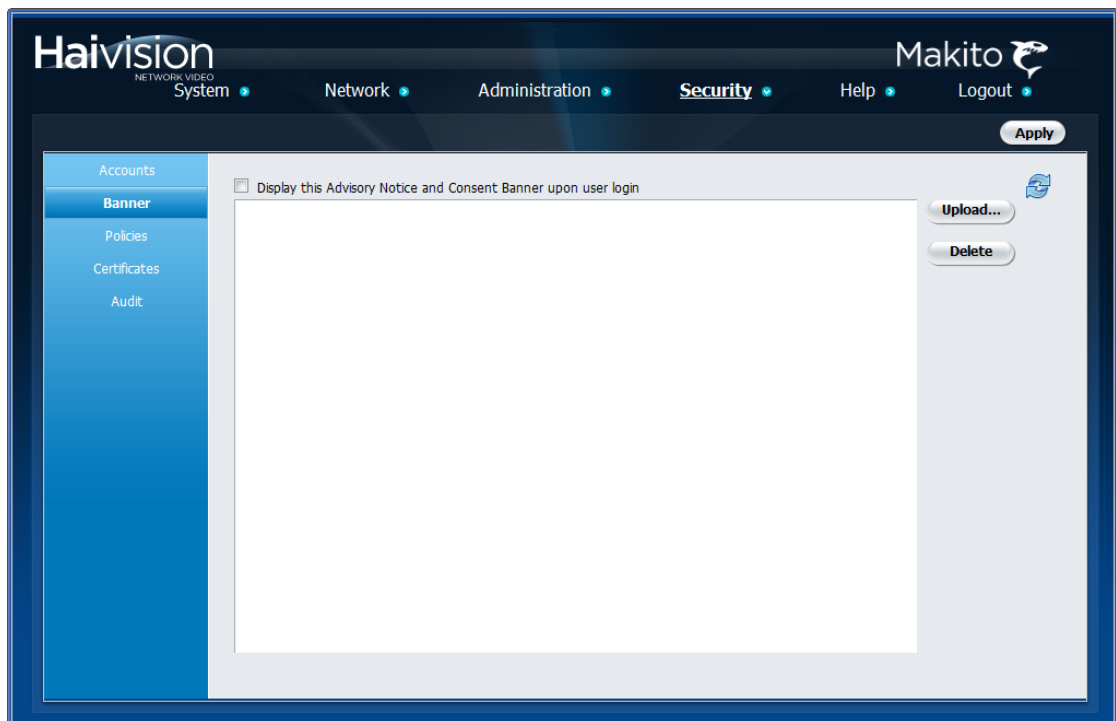 Haivision
NETWORK VIDEO
Makito
System Network Administration Security Help Logout
Apply
Accounts
Banner
Policies
Certificates
Audit
Display this Advisory Notice and Consent Banner upon user login
Upload...
Delete